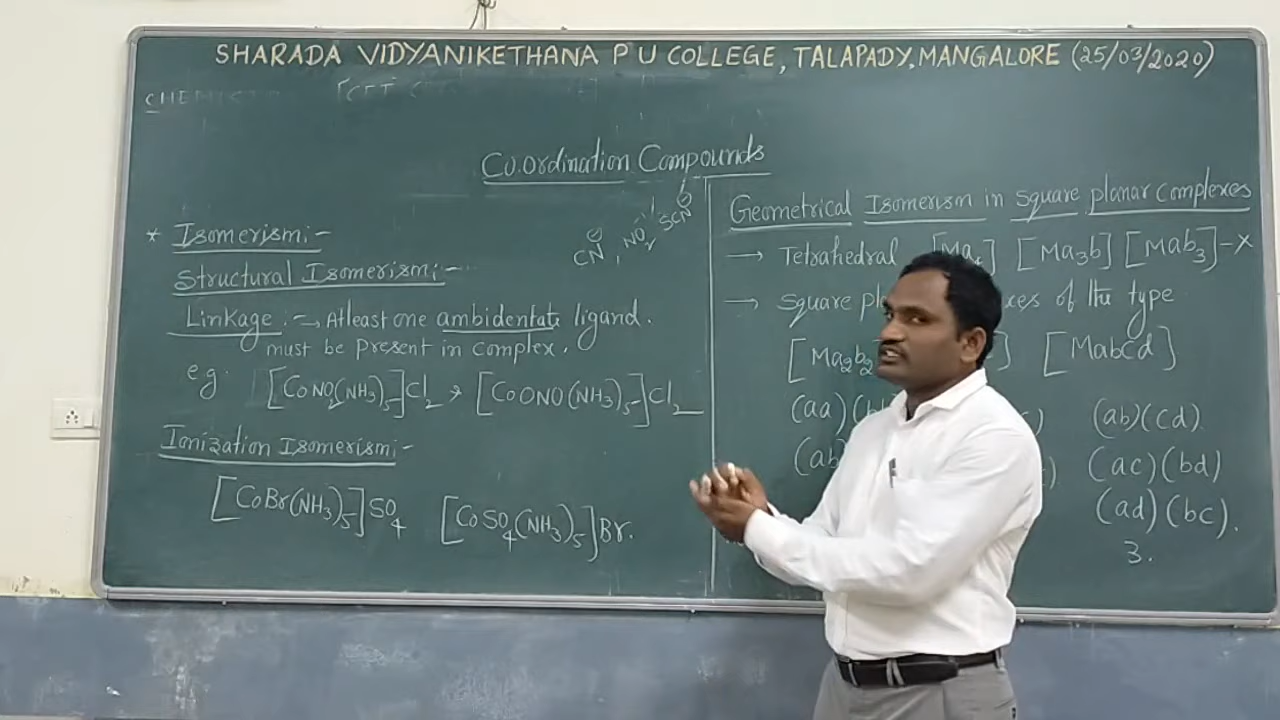 SHARADA VIDYANIKETHANA P U COLLEGE, TALAPADY, MANGALORE (25/03/2020)
Co.ordination Compounds
CN⊖, NO₂⁻, SCN⊖
* Isomerism:-
Structural Isomerism:-
Linkage :- → Atleast one ambidentate ligand.
must be present in complex.
eg. [CoNO₂(NH₃)₅]Cl₂ , [CoONO(NH₃)₅]Cl₂
Ionization Isomerism:-
[CoBr(NH₃)₅]SO₄ [CoSO₄(NH₃)₅]Br.
Geometrical Isomerism in square planar complexes
→ Tetrahedral [Ma₄] [Ma₃b] [Mab₃] - X
→ square of the type
[Ma₂b₂ ] [Mabcd]
(aa) (ab)(cd)
(ab) (ac)(bd)
(ad)(bc).
3.